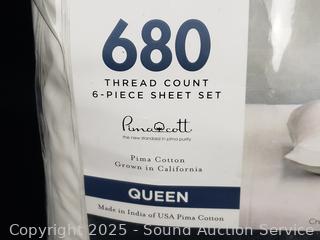 680
THREAD COUNT
6-PIECE SHEET SET
Pimacott
the new standard in pima purity
Pima Cotton
Grown in California
QUEEN
Made in India of USA Pima Cotton
Copyright 2025 - Sound Auction Service